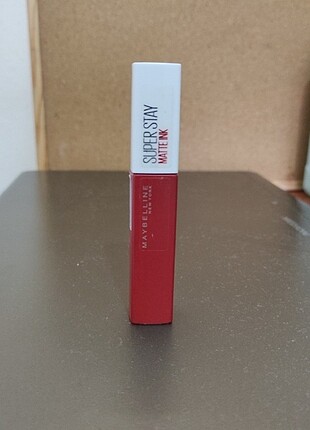 SUPER STAY
MATTE INK
MAYBELLINE
NEW YORK